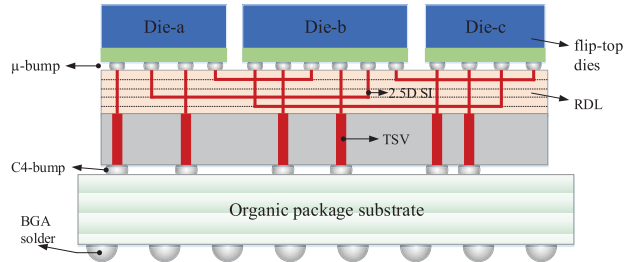 Die-a
Die-b
Die-c
flip-top
dies
µ-bump
2.5D SI
RDL
TSV
C4-bump
Organic package substrate
BGA
solder